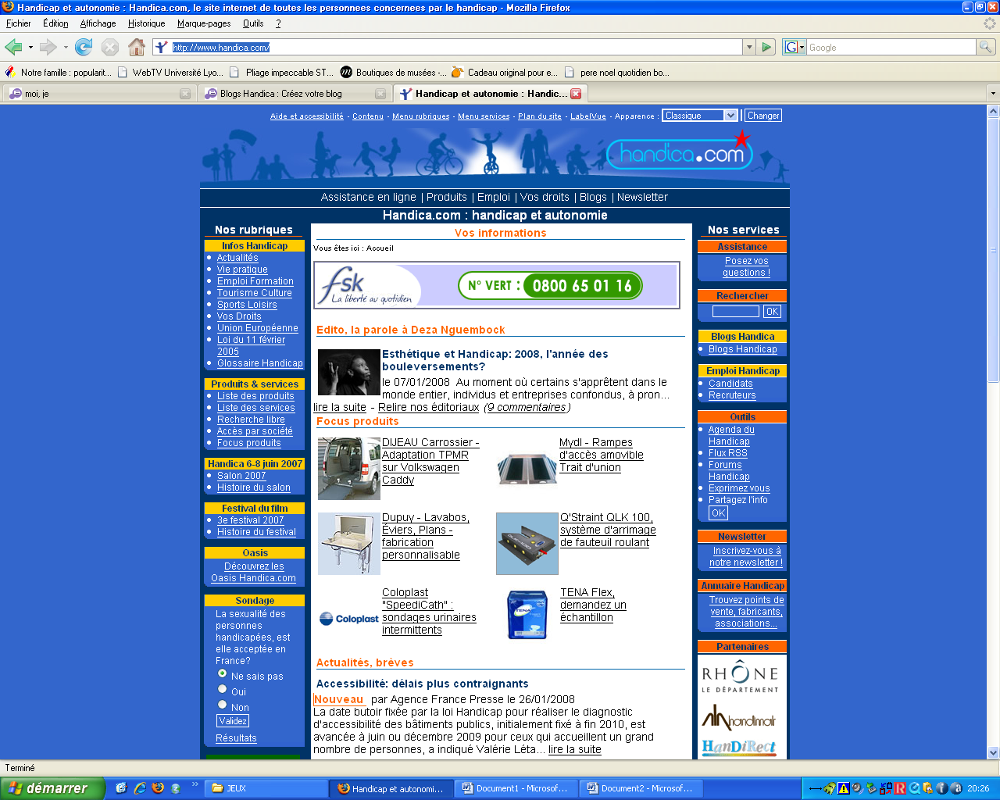 Handicap et autonomie : Handica.com, le site internet de toutes les personnees concernees par le handicap - Mozilla Firefox
Fichier Édition Affichage Historique Marque-pages Outils ?
http://www.handica.com/ G Google
Notre famille : popularit... WebTV Université Lyo... Pliage impeccable ST... Boutiques de musées -... Cadeau original pour e... pere noel quotidien bo...
moi, je Blogs Handica : Créez votre blog Handicap et autonomie : Handic...
Aide et accessibilité - Contenu - Menu rubriques - Menu services - Plan du site - LabelVue - Apparence : Classique Changer
handica.com
Assistance en ligne | Produits | Emploi | Vos droits | Blogs | Newsletter
Handica.com : handicap et autonomie
Nos rubriques
Infos Handicap
Actualités
Vie pratique
Emploi Formation
Tourisme Culture
Sports Loisirs
Vos Droits
Union Européenne
Loi du 11 février
2005
Glossaire Handicap
Produits & services
Liste des produits
Liste des services
Recherche libre
Accès par société
Focus produits
Handica 6-8 juin 2007
Salon 2007
Histoire du salon
Festival du film
3e festival 2007
Histoire du festival
Oasis
Découvrez les
Oasis Handica.com
Sondage
La sexualité des
personnes
handicapées, est
elle acceptée en
France?
Ne sais pas
Oui
Non
Validez
Résultats
Vos informations
Vous êtes ici : Accueil
fsk
La liberté au quotidien
N° VERT : 0800 65 01 16
Edito, la parole à Deza Nguembock
Esthétique et Handicap: 2008, l'année des
bouleversements?
le 07/01/2008 Au moment où certains s'apprêtent dans le
monde entier, individus et entreprises confondus, à pron...
lire la suite - Relire nos éditoriaux (9 commentaires)
Focus produits
DIJEAU Carrossier -
Adaptation TPMR
sur Volkswagen
Caddy
Mydl - Rampes
d'accès amovible
Trait d'union
Dupuy - Lavabos,
Éviers, Plans -
fabrication
personnalisable
Q'Straint QLK 100,
système d'arrimage
de fauteuil roulant
Coloplast
Coloplast
"SpeediCath" :
sondages urinaires
intermittents
TENA
TENA Flex,
demandez un
échantillon
Actualités, brèves
Accessibilité: délais plus contraignants
Nouveau par Agence France Presse le 26/01/2008
La date butoir fixée par la loi Handicap pour réaliser le diagnostic
d'accessibilité des bâtiments publics, initialement fixé à fin 2010, est
avancée à juin ou décembre 2009 pour ceux qui accueillent un grand
nombre de personnes, a indiqué Valérie Léta... lire la suite
Nos services
Assistance
Posez vos
questions !
Rechercher
OK
Blogs Handica
Blogs Handicap
Emploi Handicap
Candidats
Recruteurs
Outils
Agenda du
Handicap
Flux RSS
Forums
Handicap
Exprimez vous
Partagez l'info
OK
Newsletter
Inscrivez-vous à
notre newsletter !
Annuaire Handicap
Trouvez points de
vente, fabricants,
associations...
Partenaires
RHÔNE
LE DÉPARTEMENT
handimair
HanDiRect
Terminé
démarrer JEUX Handicap et autonomi... Document1 - Microsof... Document2 - Microsof... 20:26